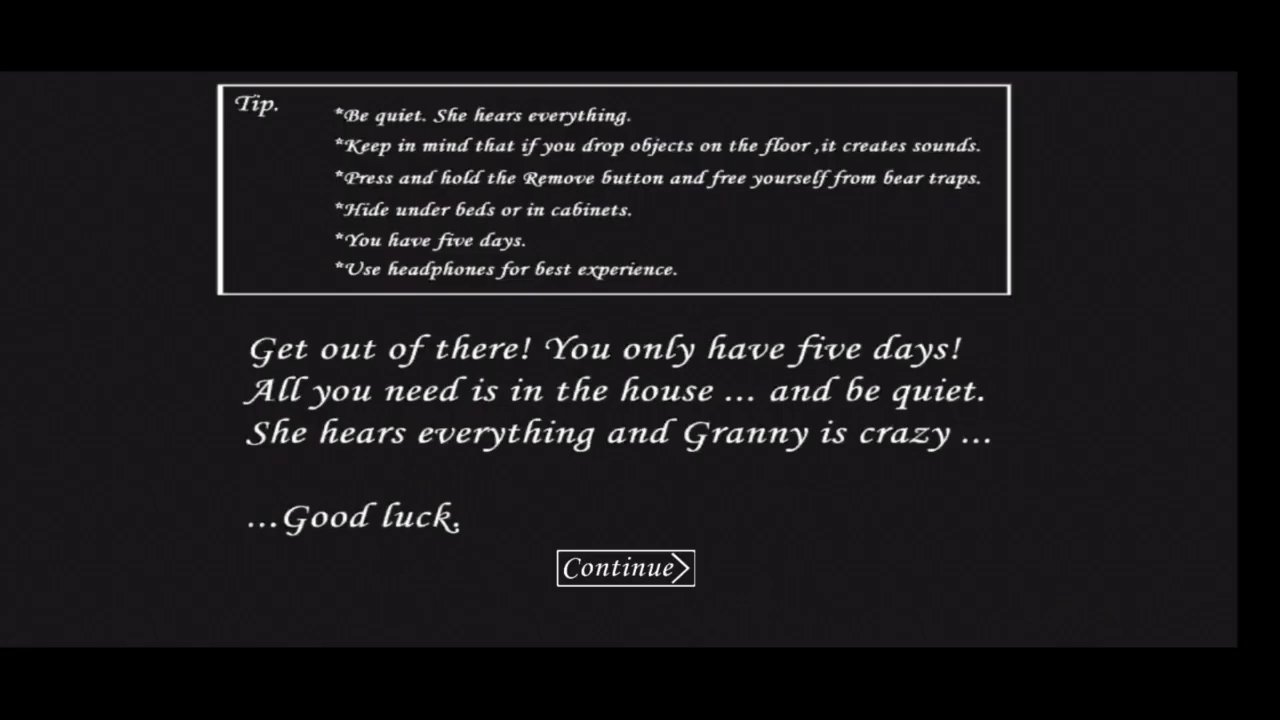 Tip.
*Be quiet. She hears everything.
*Keep in mind that if you drop objects on the floor ,it creates sounds.
*Press and hold the Remove button and free yourself from bear traps.
*Hide under beds or in cabinets.
*You have five days.
*Use headphones for best experience.
Get out of there! You only have five days!
All you need is in the house ... and be quiet.
She hears everything and Granny is crazy ...
...Good luck.
Continue>